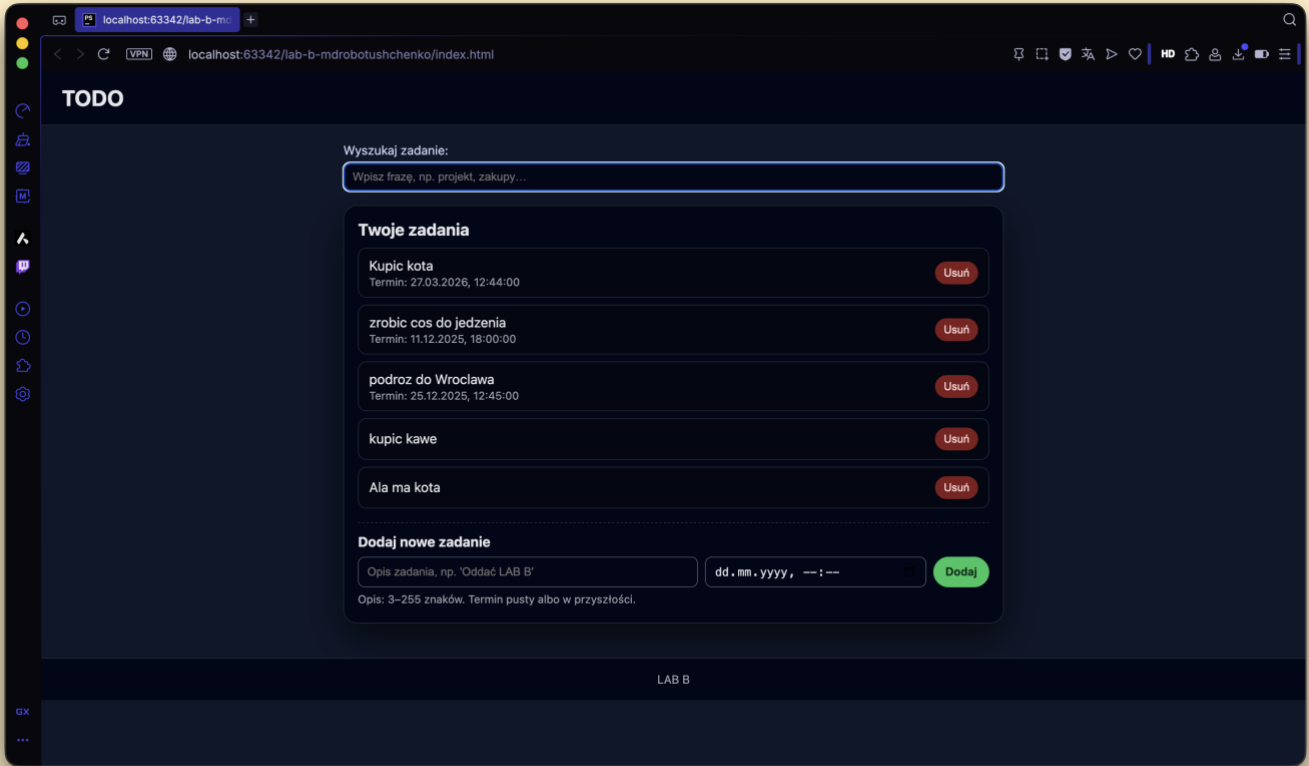 PS localhost:63342/lab-b-md
VPN localhost:63342/lab-b-mdrobotushchenko/index.html HD
TODO
Wyszukaj zadanie:
Wpisz frazę, np. projekt, zakupy...
Twoje zadania
Kupic kota
Termin: 27.03.2026, 12:44:00
Usuń
zrobic cos do jedzenia
Termin: 11.12.2025, 18:00:00
Usuń
podroz do Wroclawa
Termin: 25.12.2025, 12:45:00
Usuń
kupic kawe
Usuń
Ala ma kota
Usuń
Dodaj nowe zadanie
Opis zadania, np. 'Oddać LAB B' dd.mm.yyyy, --:-- Dodaj
Opis: 3–255 znaków. Termin pusty albo w przyszłości.
LAB B
GX